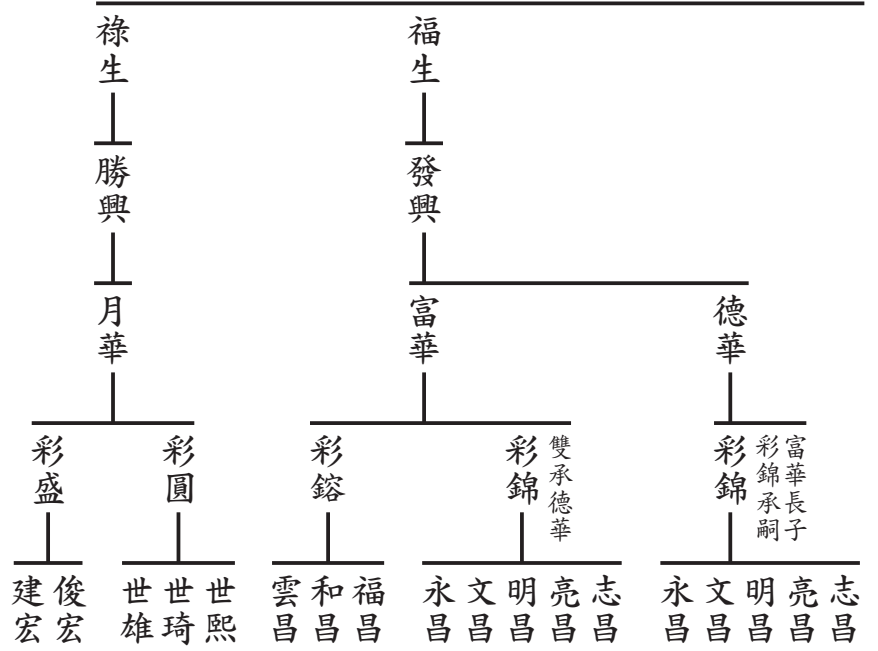 福生
祿生
發興
勝興
德華
富華
月華
富華長子
彩錦承嗣
彩錦
雙承德華
彩錦
彩鎔
彩圓
彩盛
志昌
亮昌
明昌
文昌
永昌
志昌
亮昌
明昌
文昌
永昌
福昌
和昌
雲昌
世熙
世琦
世雄
俊宏
建宏